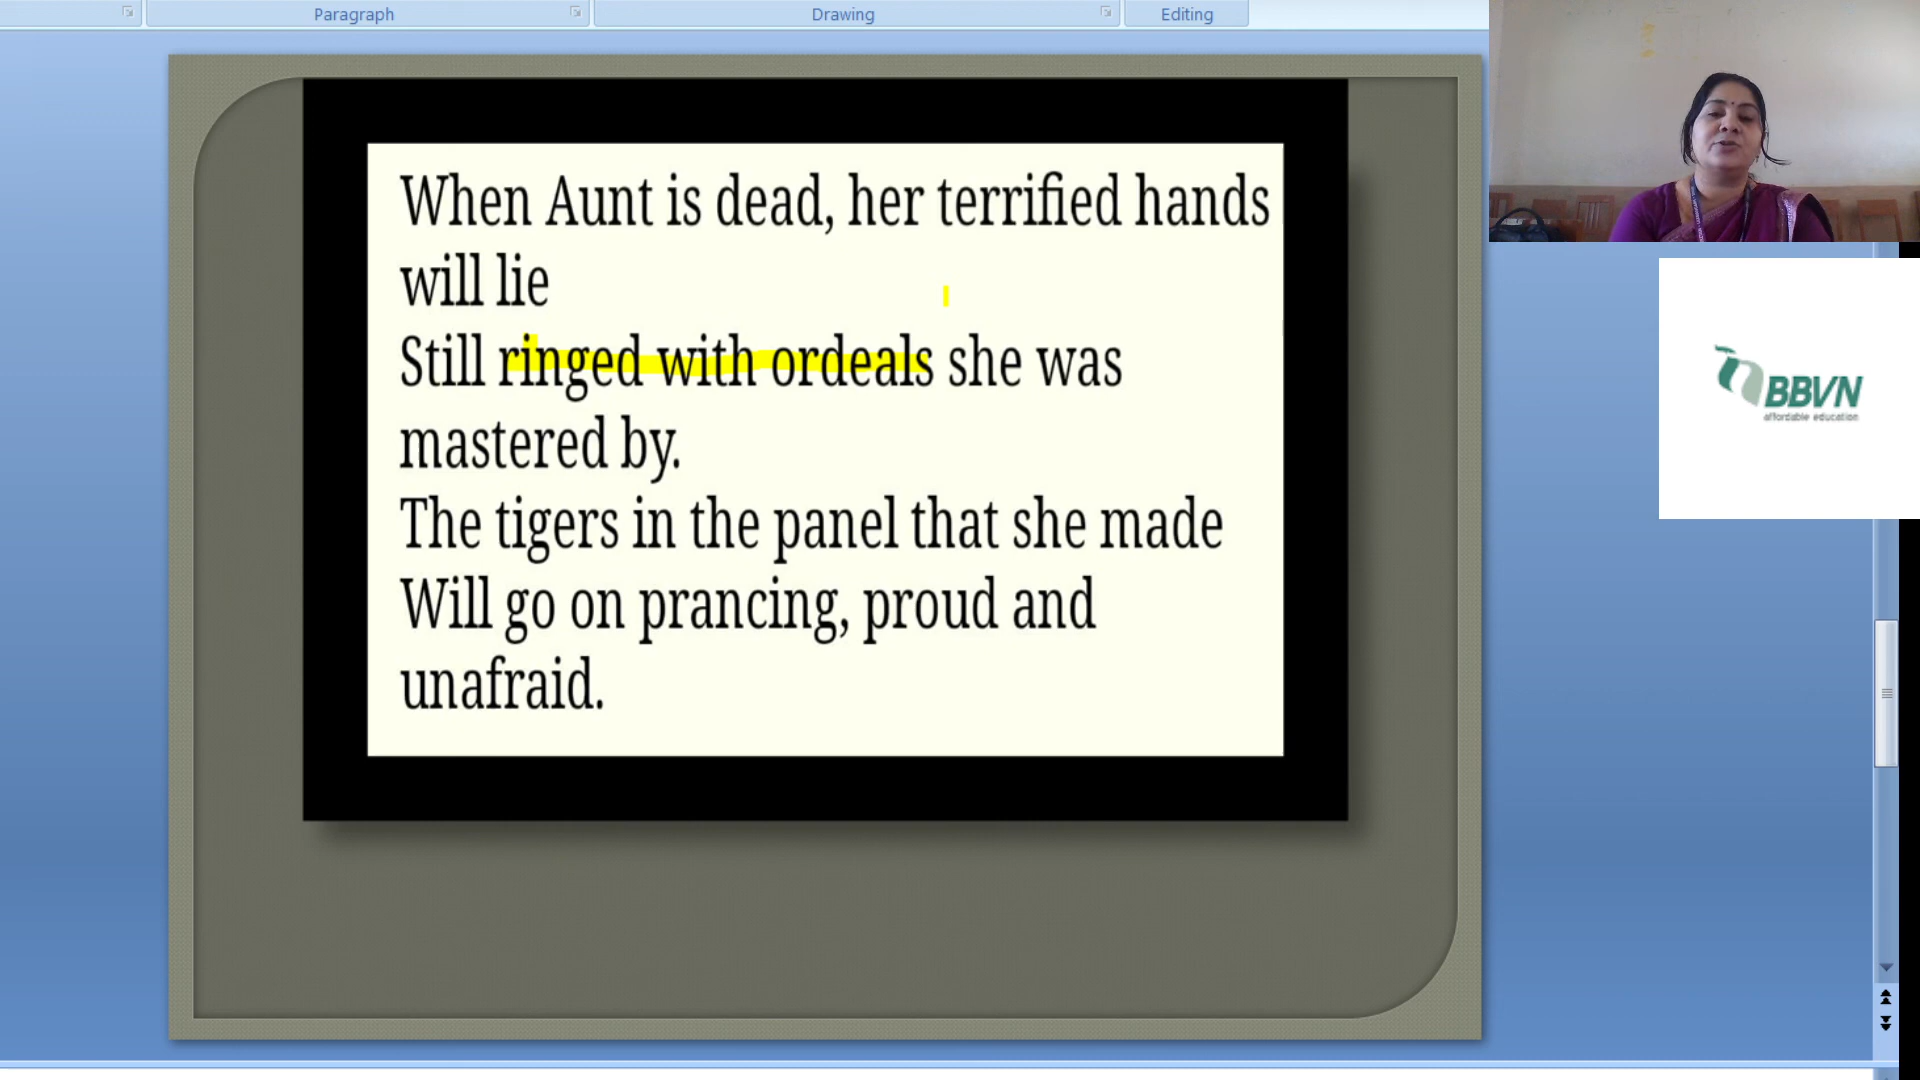 Paragraph
Drawing
Editing
When Aunt is dead, her terrified hands
will lie
Still ringed with ordeals she was
mastered by.
The tigers in the panel that she made
Will go on prancing, proud and
unafraid.
BBVN
affordable education